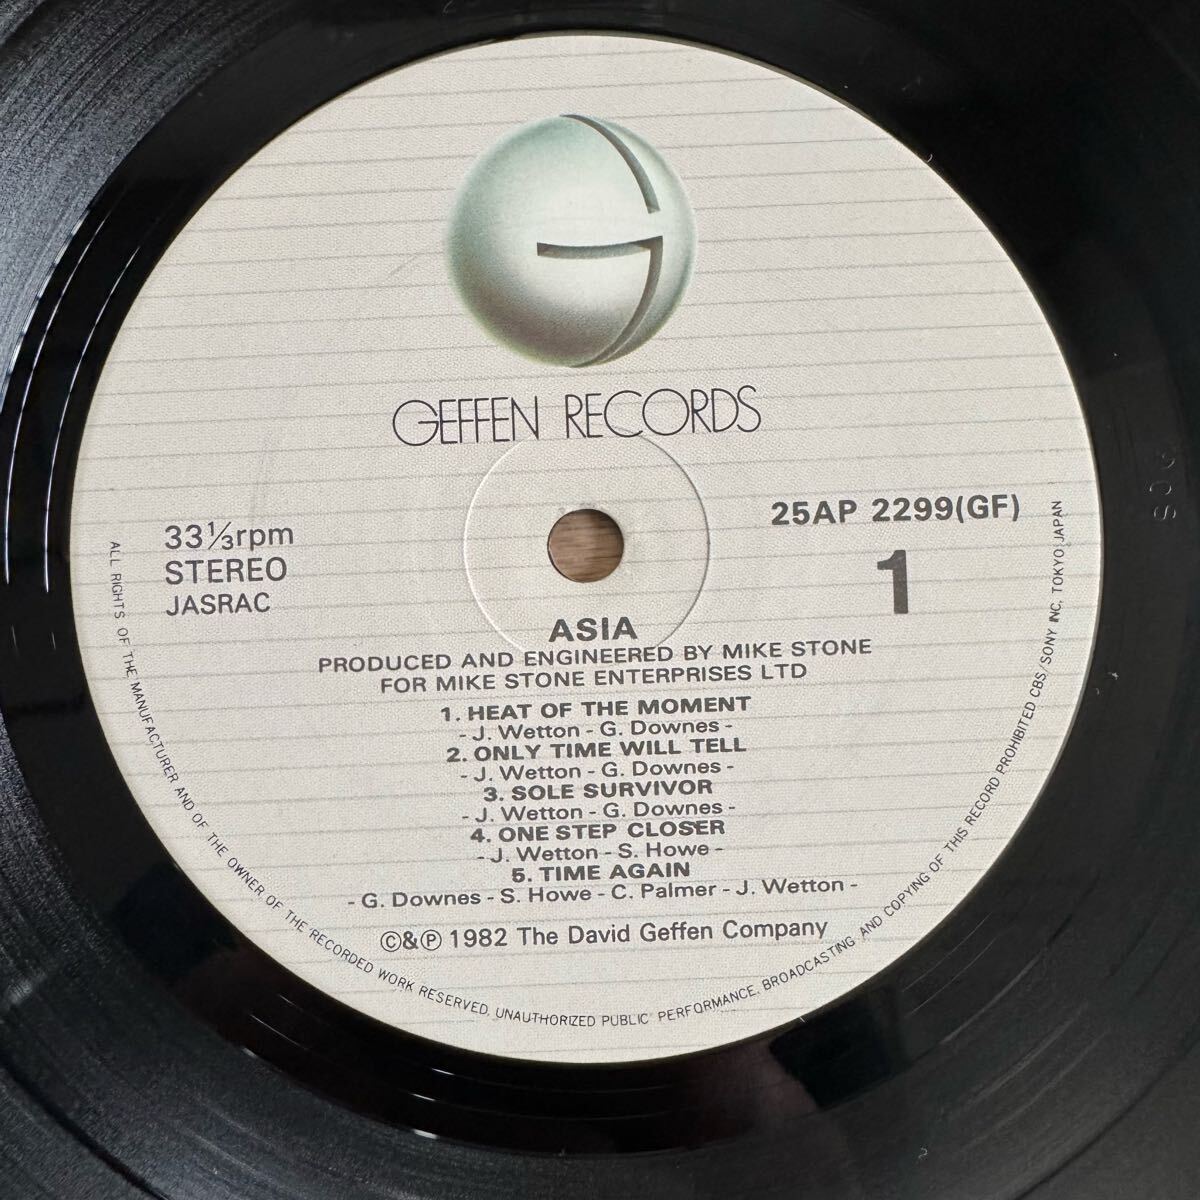 GEFFEN RECORDS
33⅓rpm
STEREO
JASRAC
25AP 2299(GF)
1
ASIA
PRODUCED AND ENGINEERED BY MIKE STONE
FOR MIKE STONE ENTERPRISES LTD
1. HEAT OF THE MOMENT
- J. Wetton - G. Downes -
2. ONLY TIME WILL TELL
- J. Wetton - G. Downes -
3. SOLE SURVIVOR
- J. Wetton - G. Downes -
4. ONE STEP CLOSER
- J. Wetton - S. Howe -
5. TIME AGAIN
- G. Downes - S. Howe - C. Palmer - J. Wetton -
©&℗ 1982 The David Geffen Company
ALL RIGHTS OF THE MANUFACTURER AND OF THE OWNER OF THE RECORDED WORK RESERVED. UNAUTHORIZED PUBLIC PERFORMANCE, BROADCASTING AND COPYING OF THIS RECORD PROHIBITED CBS/SONY INC. TOKYO JAPAN